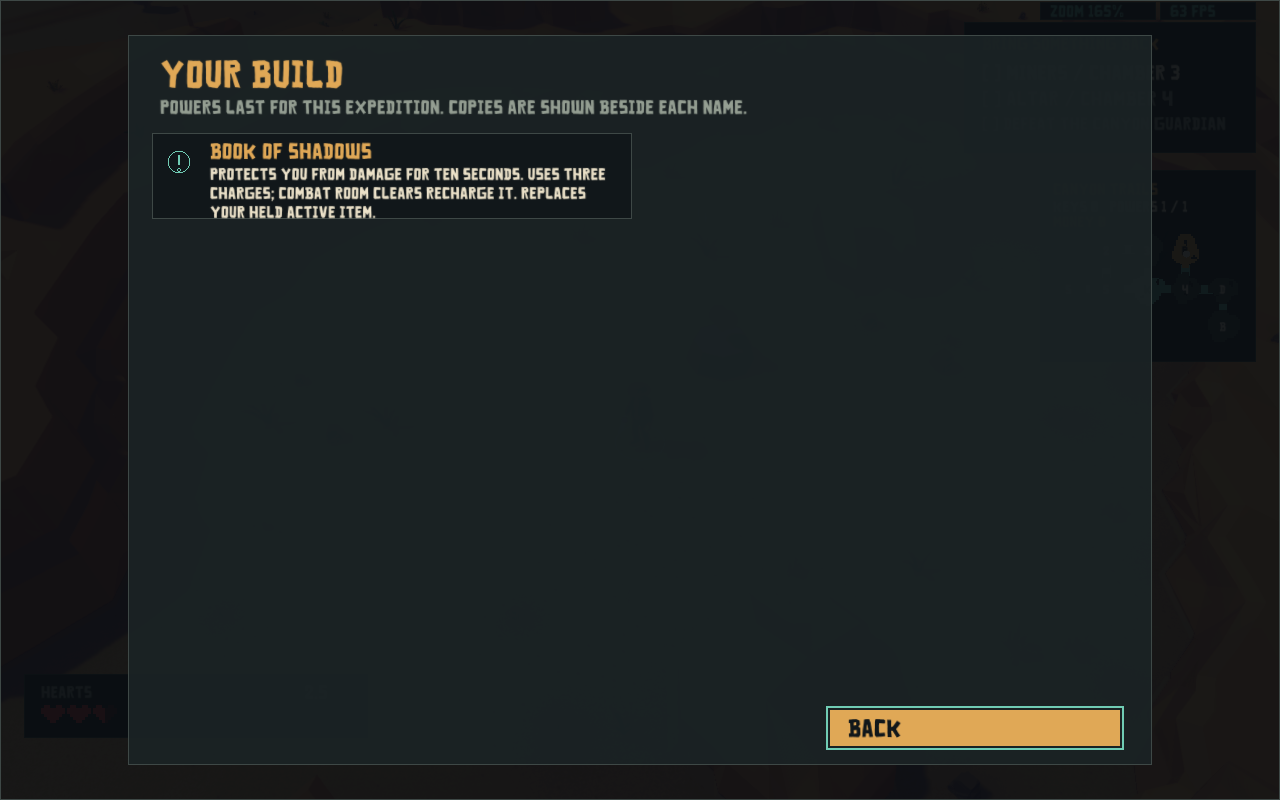 ZOOM 165%
63 FPS
YOUR BUILD
POWERS LAST FOR THIS EXPEDITION. COPIES ARE SHOWN BESIDE EACH NAME.
BOOK OF SHADOWS
PROTECTS YOU FROM DAMAGE FOR TEN SECONDS. USES THREE
CHARGES; COMBAT ROOM CLEARS RECHARGE IT. REPLACES
YOUR HELD ACTIVE ITEM.
GUARDIAN
HEARTS
BACK